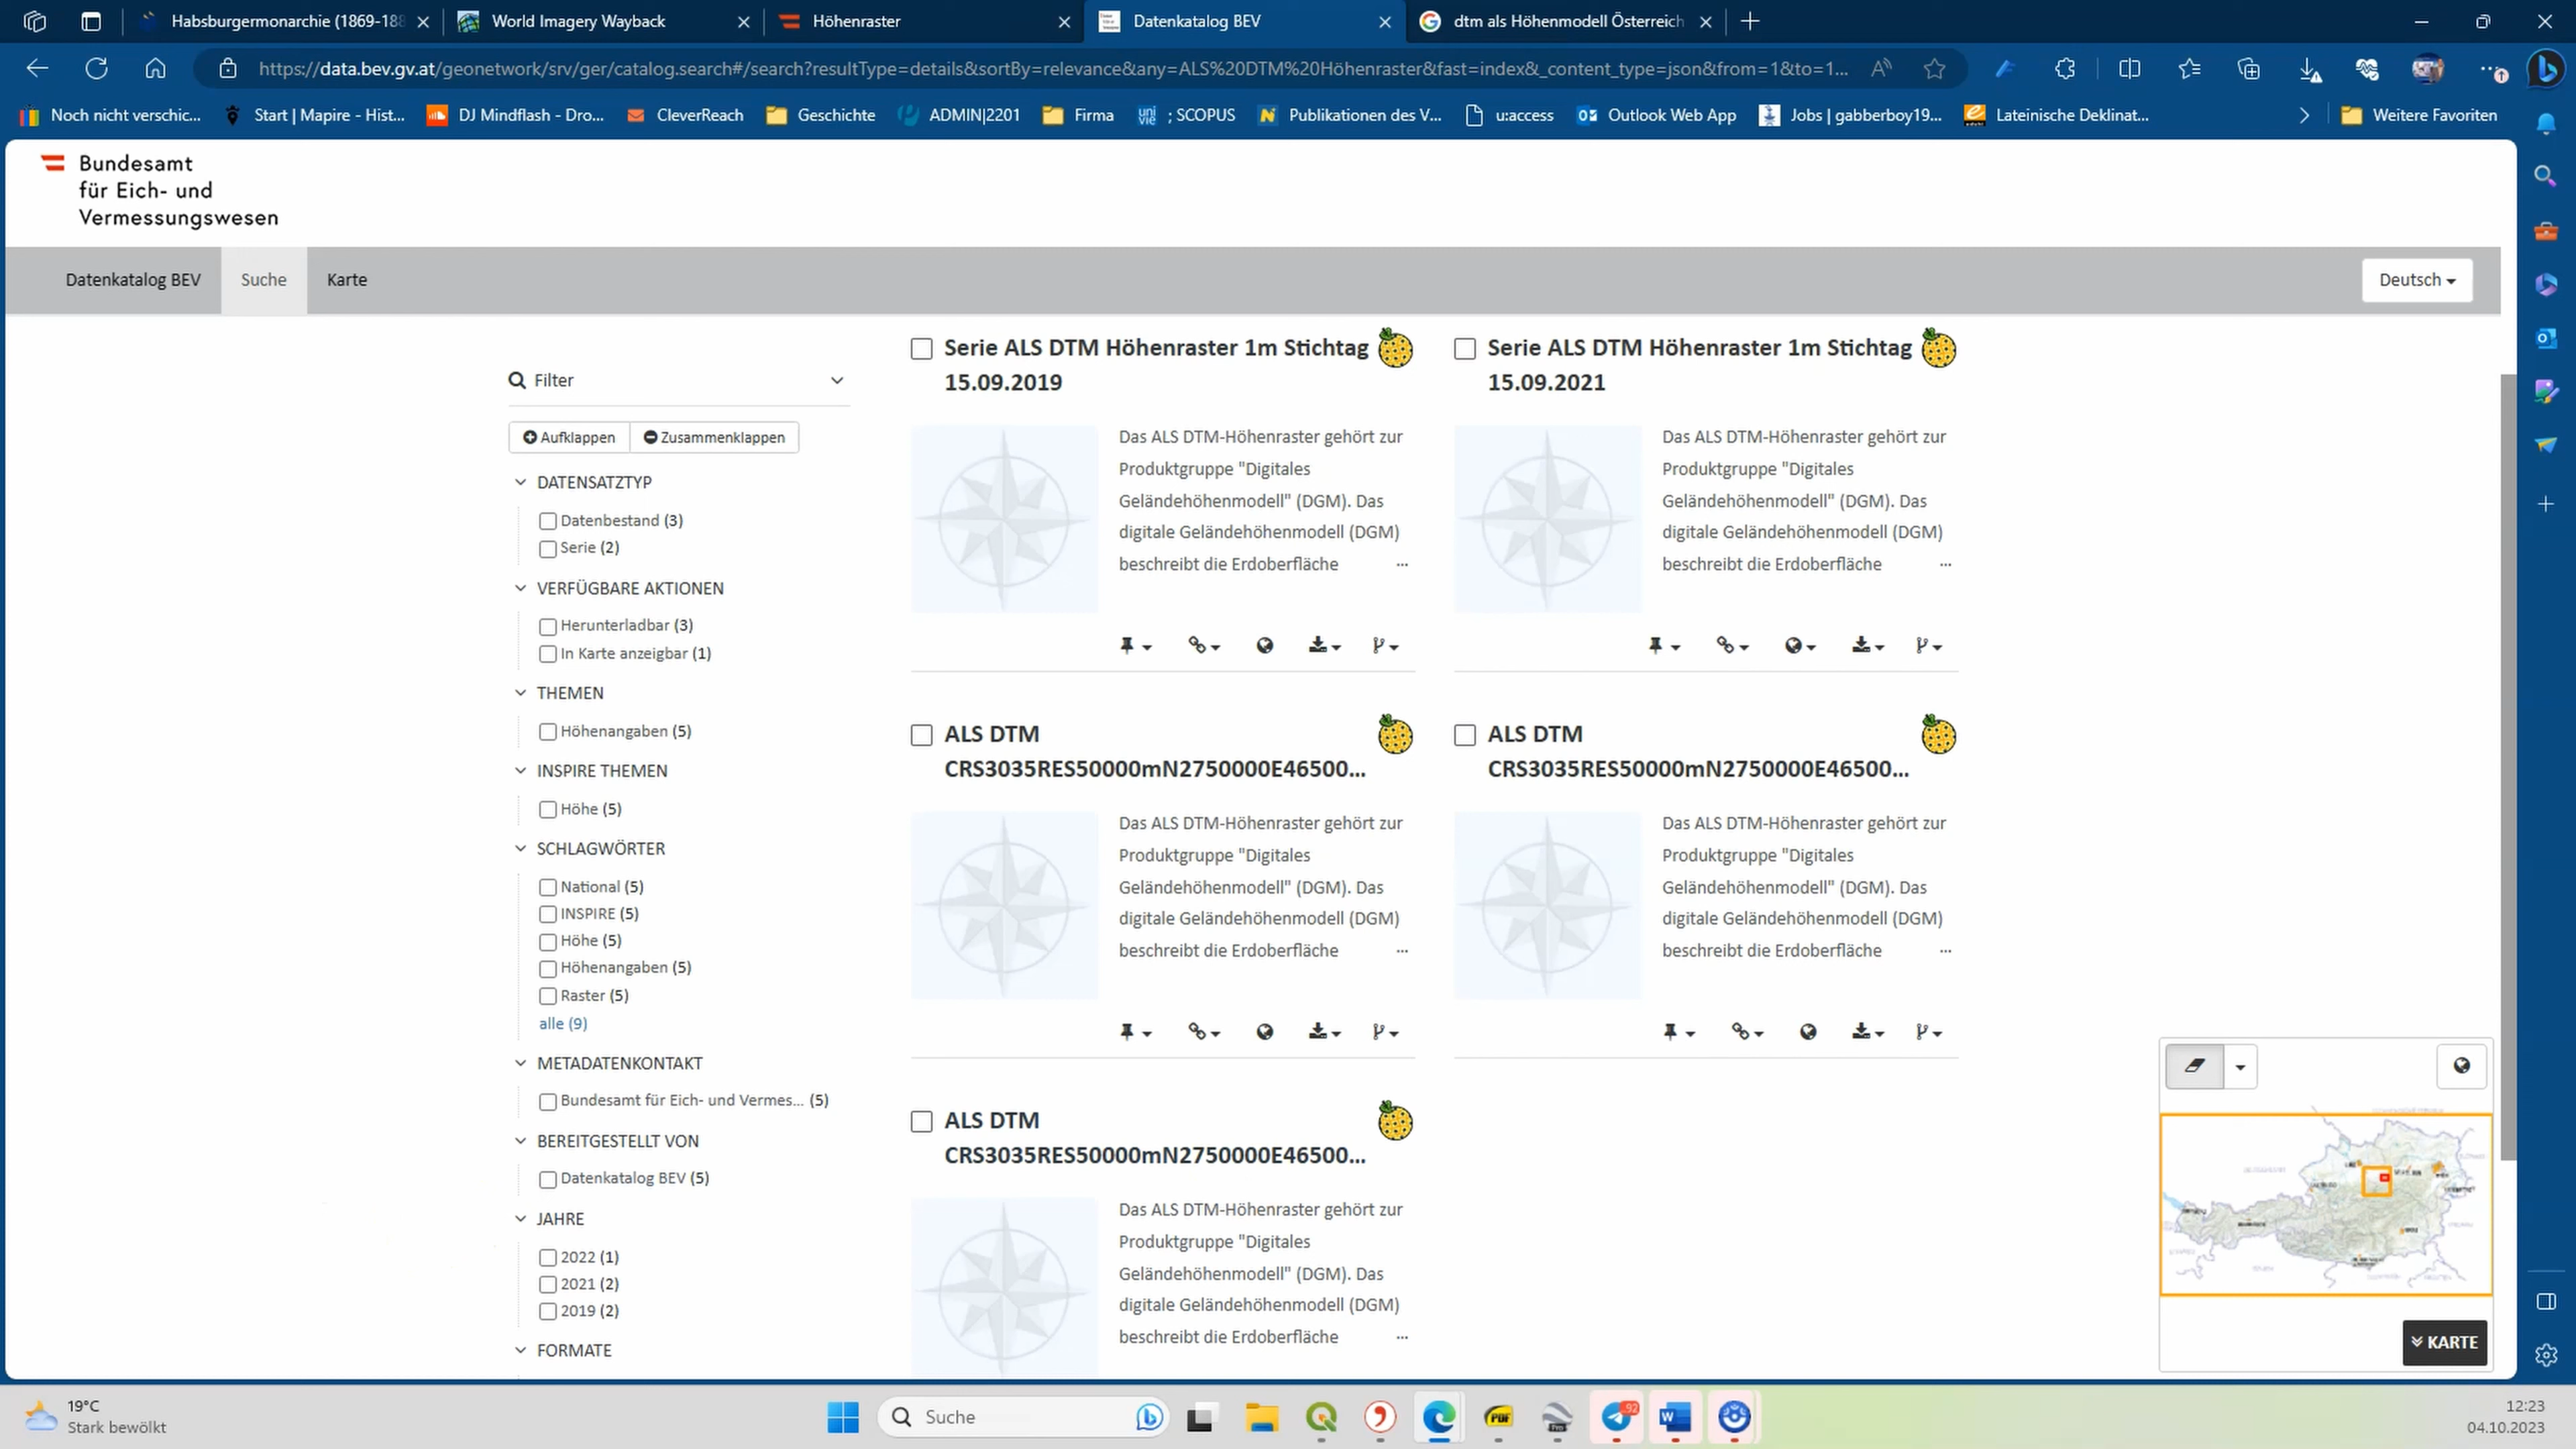 Habsburgermonarchie (1869-188
World Imagery Wayback
Höhenraster
Datenkatalog BEV
dtm als Höhenmodell Österreich
https://data.bev.gv.at/geonetwork/srv/ger/catalog.search#/search?resultType=details&sortBy=relevance&any=ALS%20DTM%20Höhenraster&fast=index&_content_type=json&from=1&to=1...
Noch nicht verschic...
Start | Mapire - Hist...
DJ Mindflash - Dro...
CleverReach
Geschichte
ADMIN|2201
Firma
; SCOPUS
Publikationen des V...
u:access
Outlook Web App
Jobs | gabberboy19...
Lateinische Deklinat...
Weitere Favoriten
Bundesamt
für Eich- und
Vermessungswesen
Datenkatalog BEV
Suche
Karte
Deutsch
Filter
Aufklappen
Zusammenklappen
DATENSATZTYP
Datenbestand (3)
Serie (2)
VERFÜGBARE AKTIONEN
Herunterladbar (3)
In Karte anzeigbar (1)
THEMEN
Höhenangaben (5)
INSPIRE THEMEN
Höhe (5)
SCHLAGWÖRTER
National (5)
INSPIRE (5)
Höhe (5)
Höhenangaben (5)
Raster (5)
alle (9)
METADATENKONTAKT
Bundesamt für Eich- und Vermes... (5)
BEREITGESTELLT VON
Datenkatalog BEV (5)
JAHRE
2022 (1)
2021 (2)
2019 (2)
FORMATE
Serie ALS DTM Höhenraster 1m Stichtag
15.09.2019
Das ALS DTM-Höhenraster gehört zur
Produktgruppe "Digitales
Geländehöhenmodell" (DGM). Das
digitale Geländehöhenmodell (DGM)
beschreibt die Erdoberfläche ...
Serie ALS DTM Höhenraster 1m Stichtag
15.09.2021
Das ALS DTM-Höhenraster gehört zur
Produktgruppe "Digitales
Geländehöhenmodell" (DGM). Das
digitale Geländehöhenmodell (DGM)
beschreibt die Erdoberfläche ...
ALS DTM
CRS3035RES50000mN2750000E46500...
Das ALS DTM-Höhenraster gehört zur
Produktgruppe "Digitales
Geländehöhenmodell" (DGM). Das
digitale Geländehöhenmodell (DGM)
beschreibt die Erdoberfläche ...
ALS DTM
CRS3035RES50000mN2750000E46500...
Das ALS DTM-Höhenraster gehört zur
Produktgruppe "Digitales
Geländehöhenmodell" (DGM). Das
digitale Geländehöhenmodell (DGM)
beschreibt die Erdoberfläche ...
ALS DTM
CRS3035RES50000mN2750000E46500...
Das ALS DTM-Höhenraster gehört zur
Produktgruppe "Digitales
Geländehöhenmodell" (DGM). Das
digitale Geländehöhenmodell (DGM)
beschreibt die Erdoberfläche ...
KARTE
19°C
Stark bewölkt
Suche
PDF
92
12:23
04.10.2023